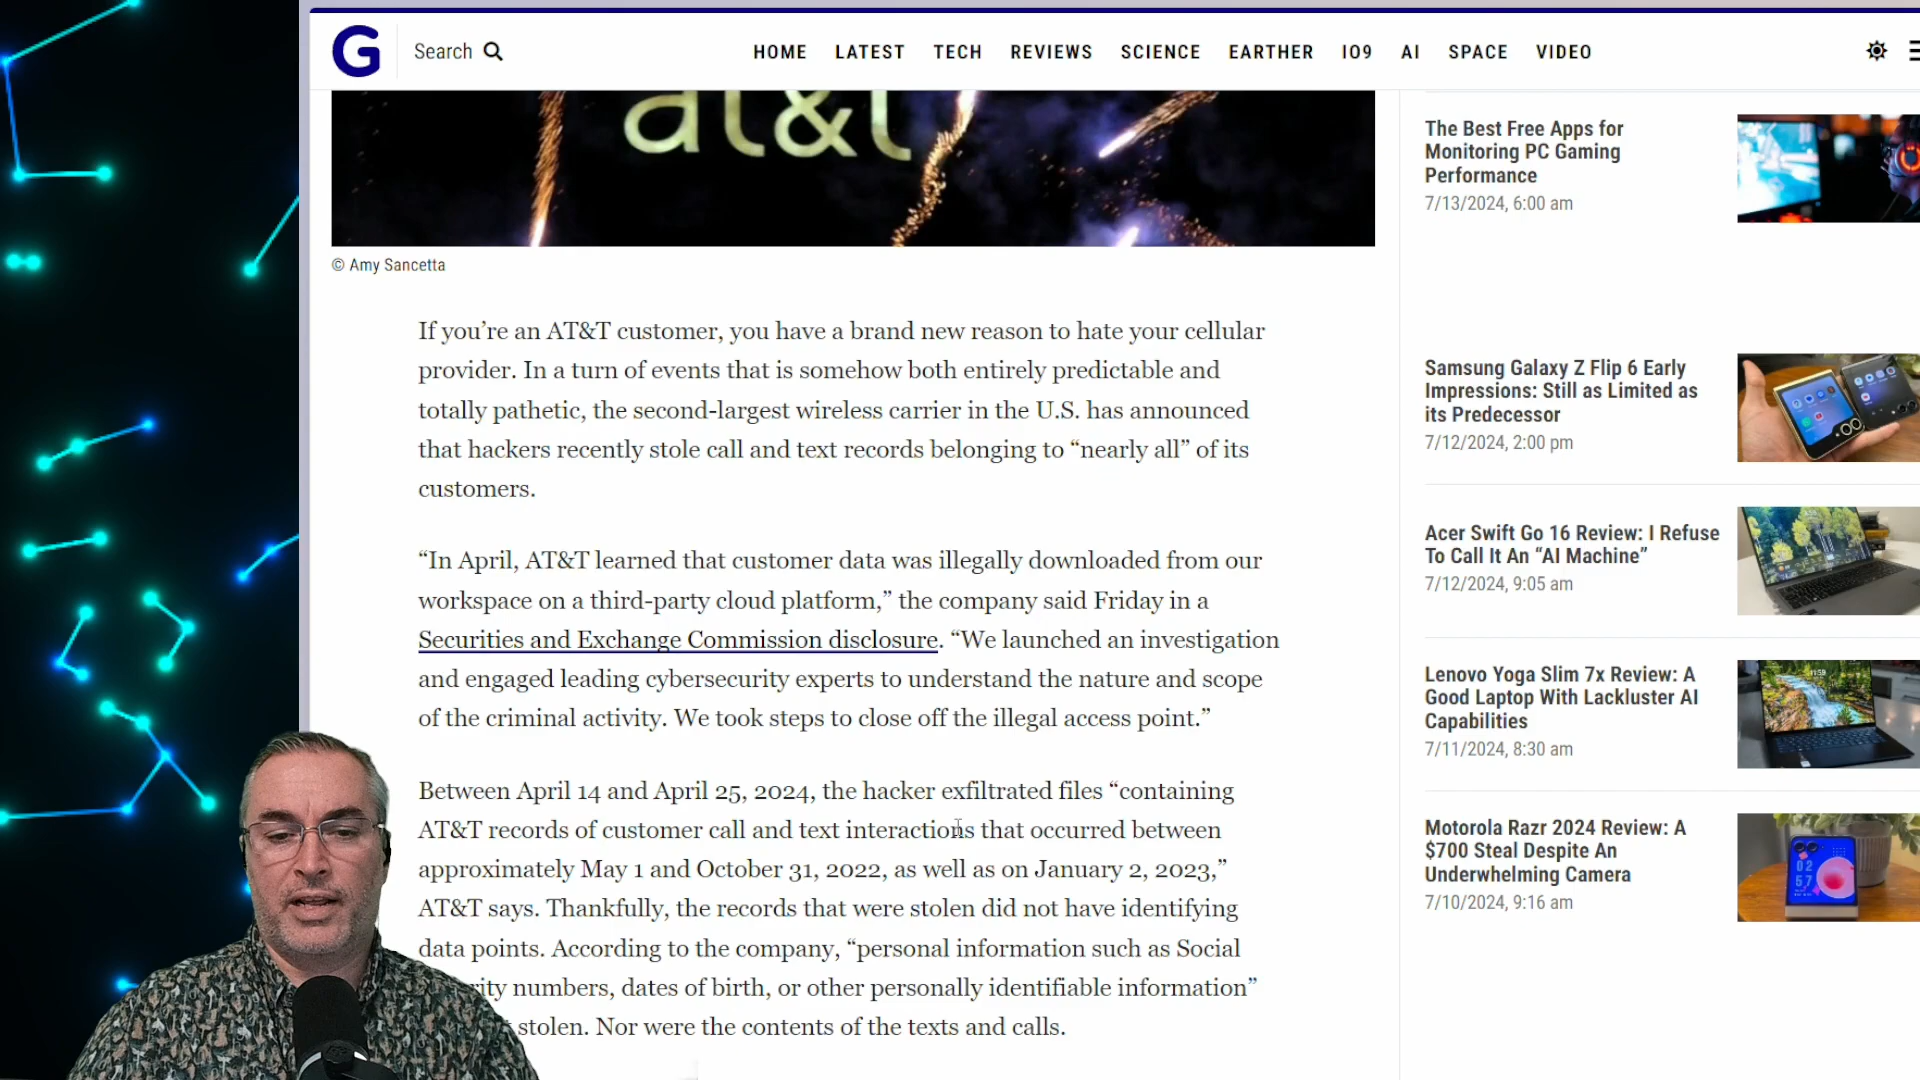 G
Search
HOME LATEST TECH REVIEWS SCIENCE EARTHER IO9 AI SPACE VIDEO
at&t
© Amy Sancetta
If you’re an AT&T customer, you have a brand new reason to hate your cellular
provider. In a turn of events that is somehow both entirely predictable and
totally pathetic, the second-largest wireless carrier in the U.S. has announced
that hackers recently stole call and text records belonging to “nearly all” of its
customers.
“In April, AT&T learned that customer data was illegally downloaded from our
workspace on a third-party cloud platform,” the company said Friday in a
Securities and Exchange Commission disclosure. “We launched an investigation
and engaged leading cybersecurity experts to understand the nature and scope
of the criminal activity. We took steps to close off the illegal access point.”
Between April 14 and April 25, 2024, the hacker exfiltrated files “containing
AT&T records of customer call and text interactions that occurred between
approximately May 1 and October 31, 2022, as well as on January 2, 2023,”
AT&T says. Thankfully, the records that were stolen did not have identifying
data points. According to the company, “personal information such as Social
numbers, dates of birth, or other personally identifiable information”
stolen. Nor were the contents of the texts and calls.
The Best Free Apps for
Monitoring PC Gaming
Performance
7/13/2024, 6:00 am
Samsung Galaxy Z Flip 6 Early
Impressions: Still as Limited as
its Predecessor
7/12/2024, 2:00 pm
Acer Swift Go 16 Review: I Refuse
To Call It An “AI Machine”
7/12/2024, 9:05 am
Lenovo Yoga Slim 7x Review: A
Good Laptop With Lackluster AI
Capabilities
7/11/2024, 8:30 am
Motorola Razr 2024 Review: A
$700 Steal Despite An
Underwhelming Camera
7/10/2024, 9:16 am